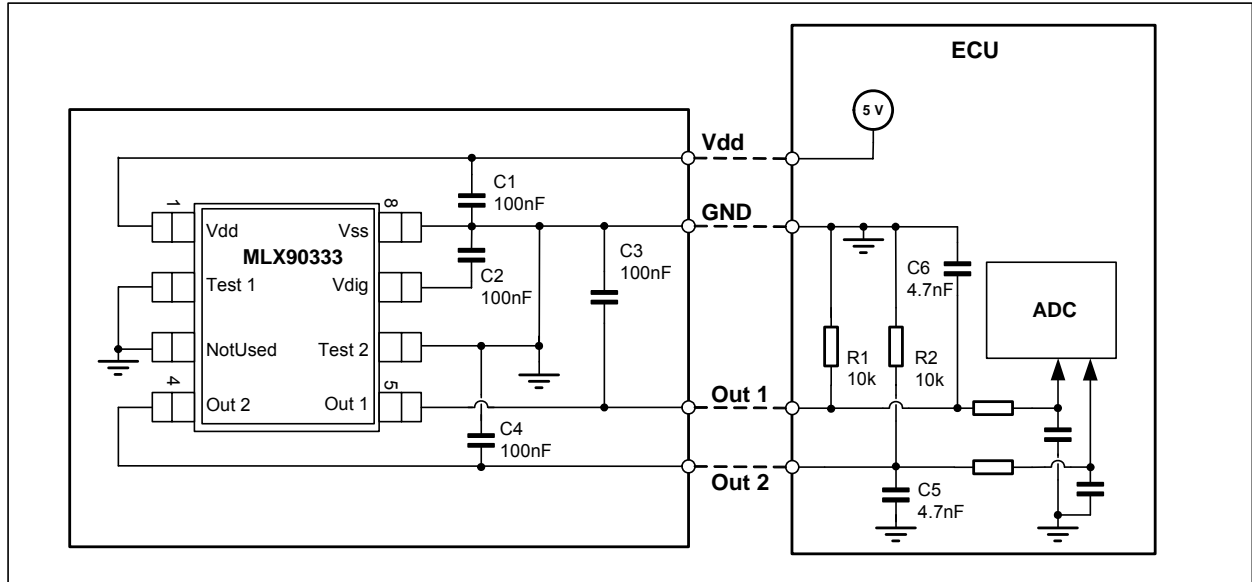 ECU
5 V
Vdd
C1
100nF
1
8
Vdd
Vss
GND
MLX90333
C2
100nF
C3
100nF
Test 1
Vdig
C6
4.7nF
ADC
NotUsed
Test 2
R1
10k
R2
10k
4
5
Out 2
Out 1
Out 1
C4
100nF
Out 2
C5
4.7nF